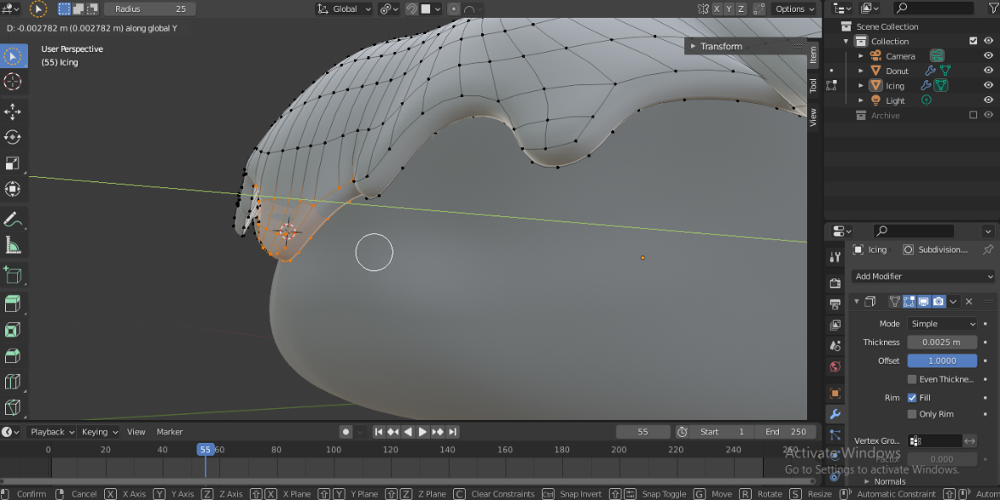 Radius 25
Global
X Y Z
Options
D: -0.002782 m (0.002782 m) along global Y
User Perspective
(55) Icing
Transform
Item
Tool
View
Scene Collection
Collection
Camera
Donut
Icing
Light
Archive
Icing
Subdivision...
Add Modifier
Mode Simple
Thickness 0.0025 m
Offset 1.0000
Even Thickne...
Rim Fill
Only Rim
Vertex Gro...
Factor 0.000
Normals
Activate Windows
Go to Settings to activate Windows.
Playback Keying View Marker
55
Start 1
End 250
0 20 40 55 60 80 100 120 140 160 180 200 220 240 260
Confirm Cancel X X Axis Y Y Axis Z Z Axis X X Plane Y Y Plane Z Z Plane C Clear Constraints Ctrl Snap Invert Snap Toggle G Move R Rotate S Resize Automatic Constraint Autom